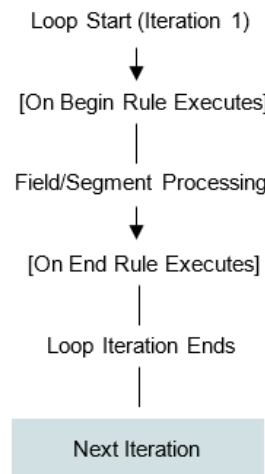 Loop Start (Iteration 1)
[On Begin Rule Executes]
Field/Segment Processing
[On End Rule Executes]
Loop Iteration Ends
Next Iteration